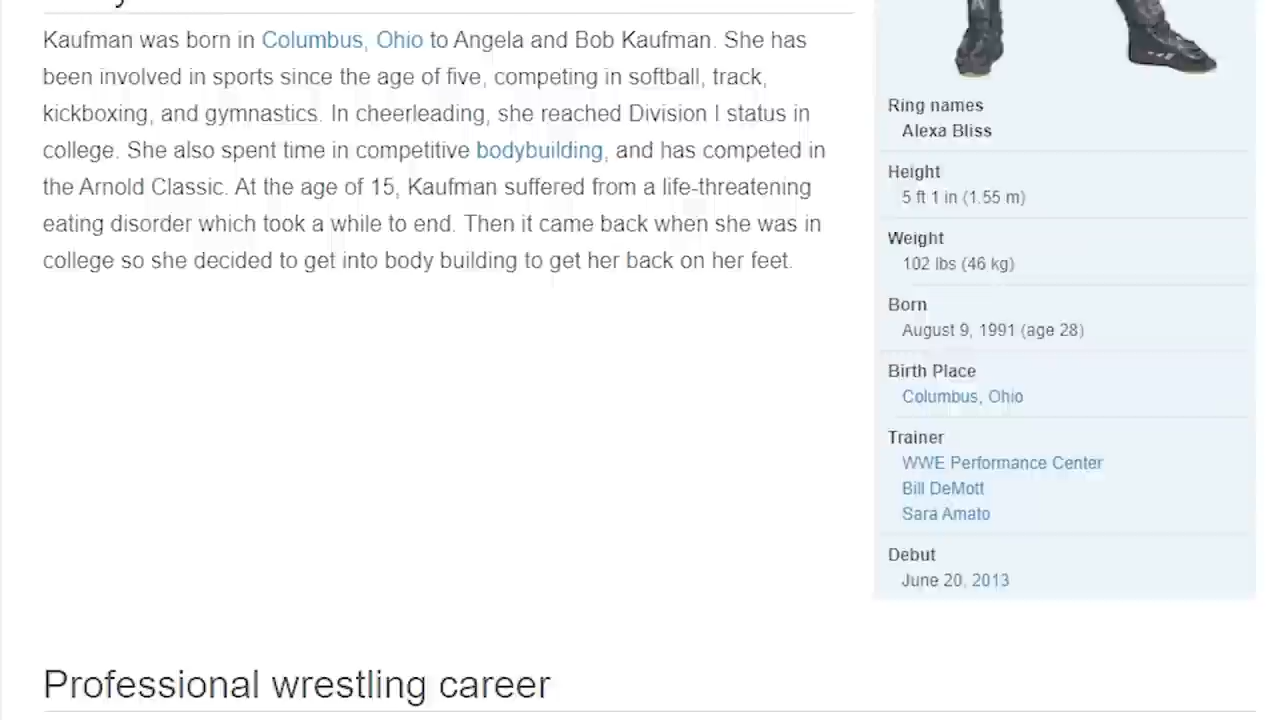 Kaufman was born in Columbus, Ohio to Angela and Bob Kaufman. She has
been involved in sports since the age of five, competing in softball, track,
kickboxing, and gymnastics. In cheerleading, she reached Division I status in
college. She also spent time in competitive bodybuilding, and has competed in
the Arnold Classic. At the age of 15, Kaufman suffered from a life-threatening
eating disorder which took a while to end. Then it came back when she was in
college so she decided to get into body building to get her back on her feet.
Ring names
Alexa Bliss
Height
5 ft 1 in (1.55 m)
Weight
102 lbs (46 kg)
Born
August 9, 1991 (age 28)
Birth Place
Columbus, Ohio
Trainer
WWE Performance Center
Bill DeMott
Sara Amato
Debut
June 20, 2013
Professional wrestling career